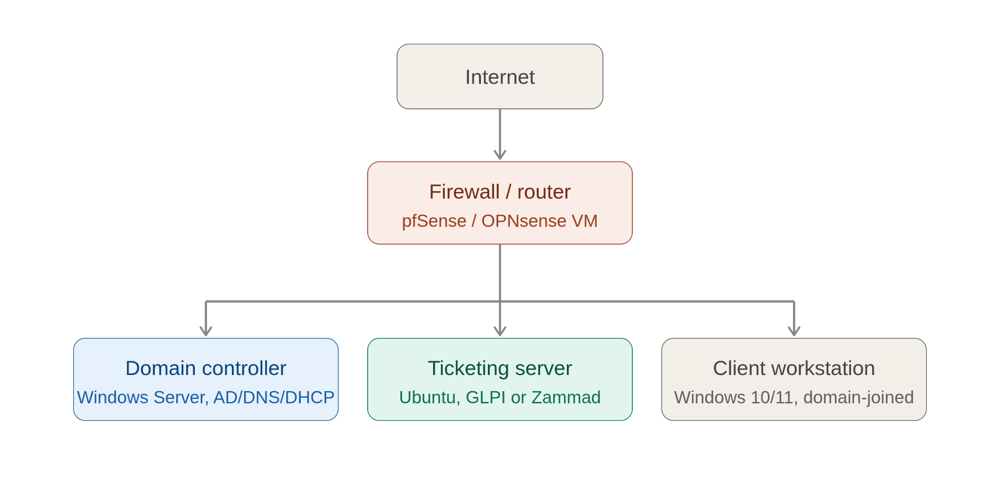 Internet
Firewall / router
pfSense / OPNsense VM
Domain controller
Windows Server, AD/DNS/DHCP
Ticketing server
Ubuntu, GLPI or Zammad
Client workstation
Windows 10/11, domain-joined